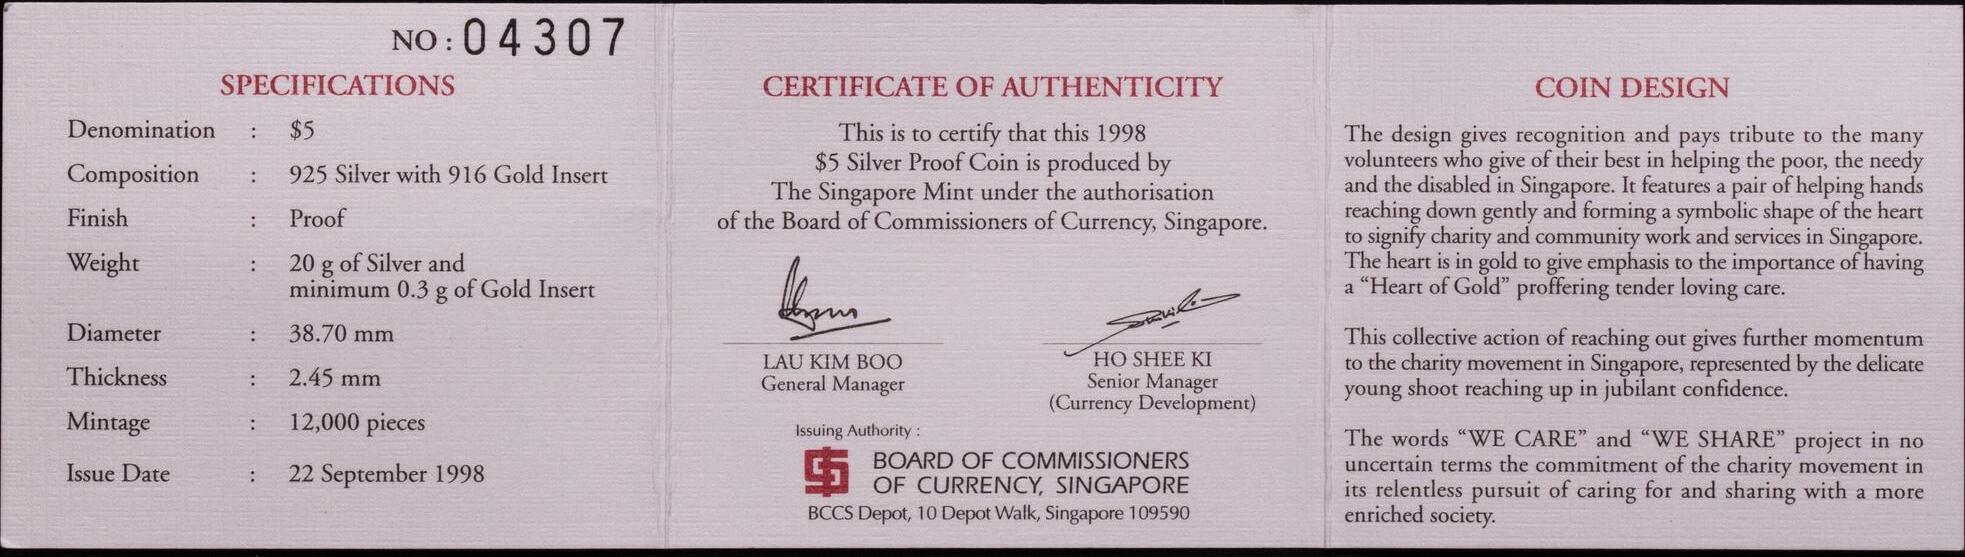 NO: 04307
SPECIFICATIONS
Denomination : $5
Composition : 925 Silver with 916 Gold Insert
Finish : Proof
Weight : 20 g of Silver and
minimum 0.3 g of Gold Insert
Diameter : 38.70 mm
Thickness : 2.45 mm
Mintage : 12,000 pieces
Issue Date : 22 September 1998
CERTIFICATE OF AUTHENTICITY
This is to certify that this 1998
$5 Silver Proof Coin is produced by
The Singapore Mint under the authorisation
of the Board of Commissioners of Currency, Singapore.
LAU KIM BOO
General Manager
HO SHEE KI
Senior Manager
(Currency Development)
Issuing Authority :
BOARD OF COMMISSIONERS
OF CURRENCY, SINGAPORE
BCCS Depot, 10 Depot Walk, Singapore 109590
COIN DESIGN
The design gives recognition and pays tribute to the many
volunteers who give of their best in helping the poor, the needy
and the disabled in Singapore. It features a pair of helping hands
reaching down gently and forming a symbolic shape of the heart
to signify charity and community work and services in Singapore.
The heart is in gold to give emphasis to the importance of having
a “Heart of Gold” proffering tender loving care.
This collective action of reaching out gives further momentum
to the charity movement in Singapore, represented by the delicate
young shoot reaching up in jubilant confidence.
The words “WE CARE” and “WE SHARE” project in no
uncertain terms the commitment of the charity movement in
its relentless pursuit of caring for and sharing with a more
enriched society.